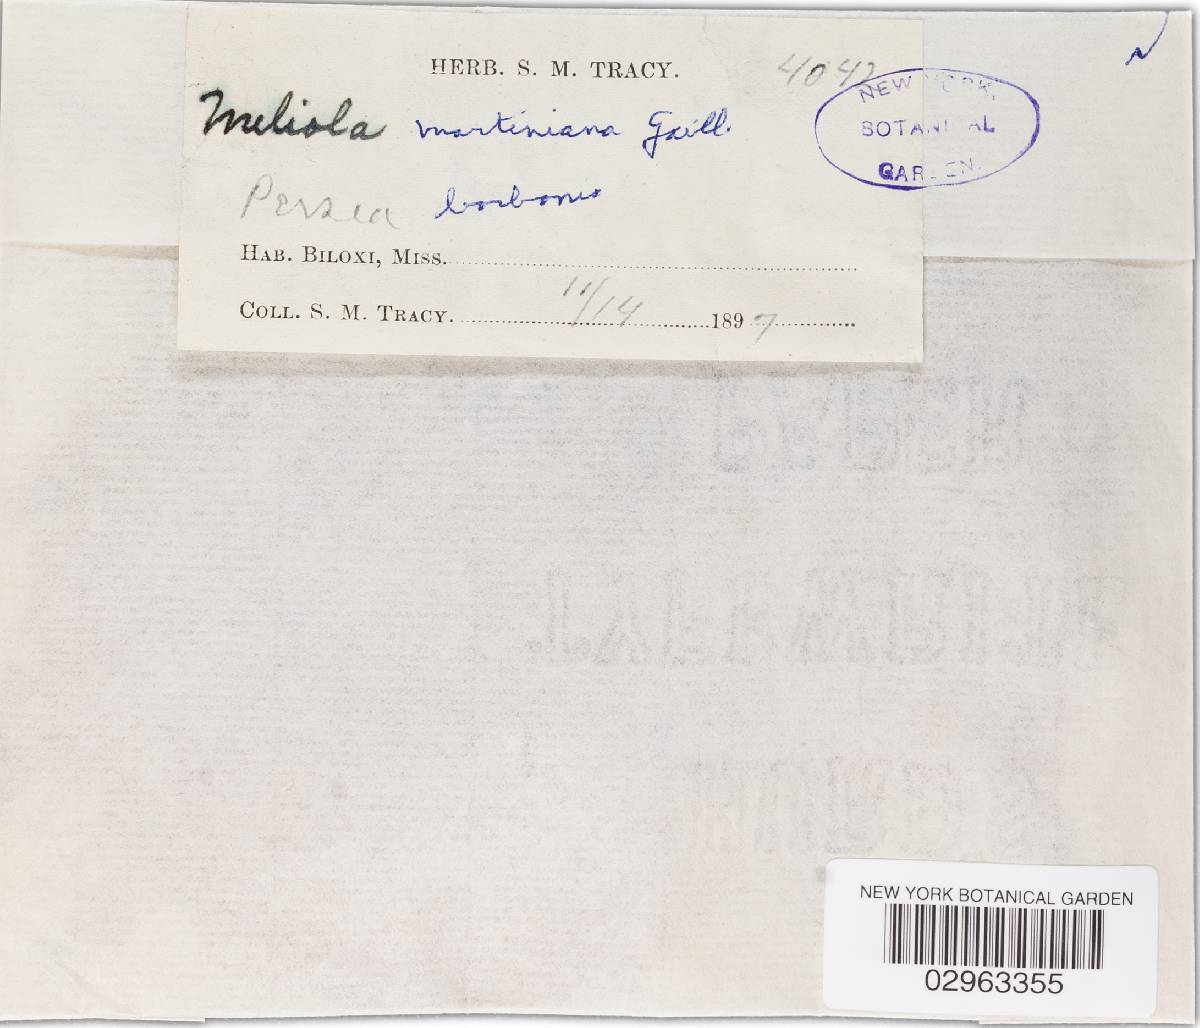 HERB. S. M. TRACY.
4042
Meliola martiniana Gaill.
NEW YORK BOTANICAL GARDEN.
Persea borbonia
HAB. BILOXI, MISS.
COLL. S. M. TRACY. 11/14 1897
NEW YORK BOTANICAL GARDEN
02963355